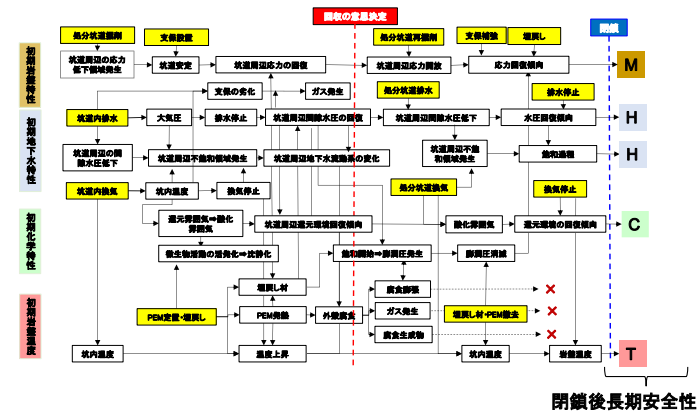 回収の意思決定
閉鎖
処分坑道掘削
支保設置
処分坑道再掘削
支保補強
埋戻し
初期岩盤特性
坑道周辺の応力
低下領域発生
坑道安定
坑道周辺応力の回復
坑道周辺応力開放
応力回復傾向
M
支保の劣化
ガス発生
処分坑道排水
排水停止
初期地下水特性
坑道内排水
大気圧
排水停止
坑道周辺間隙水圧の回復
坑道周辺間隙水圧低下
水圧回復傾向
H
坑道周辺の間
隙水圧低下
坑道周辺不飽和領域発生
坑道周辺地下水流動系の変化
坑道周辺不飽
和領域発生
飽和過程
H
坑道内換気
坑内湿度
換気停止
処分坑道換気
換気停止
初期化学特性
還元雰囲気⇒酸化
雰囲気
坑道周辺還元環境回復傾向
酸化雰囲気
還元環境の回復傾向
C
微生物活動の活発化⇒沈静化
飽和開始⇒膨潤圧発生
膨潤圧消滅
埋戻し材
腐食膨張
初期岩盤温度
PEM定置・埋戻し
PEM発熱
外殻腐食
ガス発生
埋戻し材・PEM撤去
腐食生成物
坑内温度
温度上昇
坑内温度
岩盤温度
T
閉鎖後長期安全性